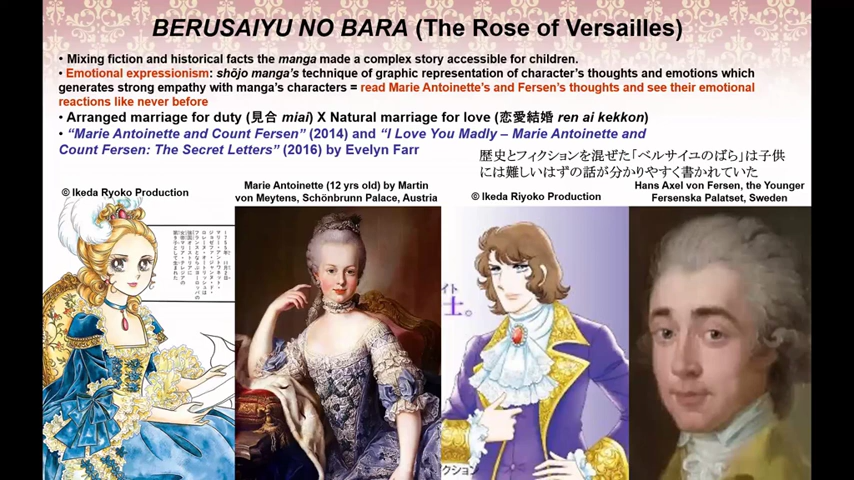 BERUSAIYU NO BARA (The Rose of Versailles)
• Mixing fiction and historical facts the manga made a complex story accessible for children.
• Emotional expressionism: shōjo manga's technique of graphic representation of character's thoughts and emotions which
generates strong empathy with manga's characters = read Marie Antoinette's and Fersen's thoughts and see their emotional
reactions like never before
• Arranged marriage for duty (見合 miai) X Natural marriage for love (恋愛結婚 ren ai kekkon)
• "Marie Antoinette and Count Fersen" (2014) and "I Love You Madly – Marie Antoinette and
Count Fersen: The Secret Letters" (2016) by Evelyn Farr
歴史とフィクションを混ぜた「ベルサイユのばら」は子供
には難しいはずの話が分かりやすく書かれていた
© Ikeda Ryoko Production
Marie Antoinette (12 yrs old) by Martin
von Meytens, Schönbrunn Palace, Austria
© Ikeda Riyoko Production
Hans Axel von Fersen, the Younger
Fersenska Palatset, Sweden
イト
士。
クション